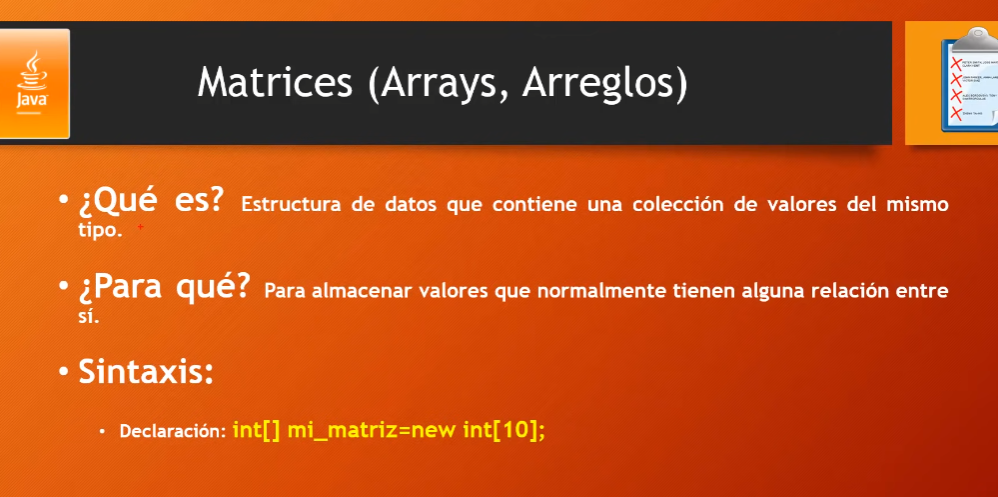 Java
Matrices (Arrays, Arreglos)
• ¿Qué es? Estructura de datos que contiene una colección de valores del mismo
tipo.
• ¿Para qué? Para almacenar valores que normalmente tienen alguna relación entre
sí.
• Sintaxis:
• Declaración: int[] mi_matriz=new int[10];